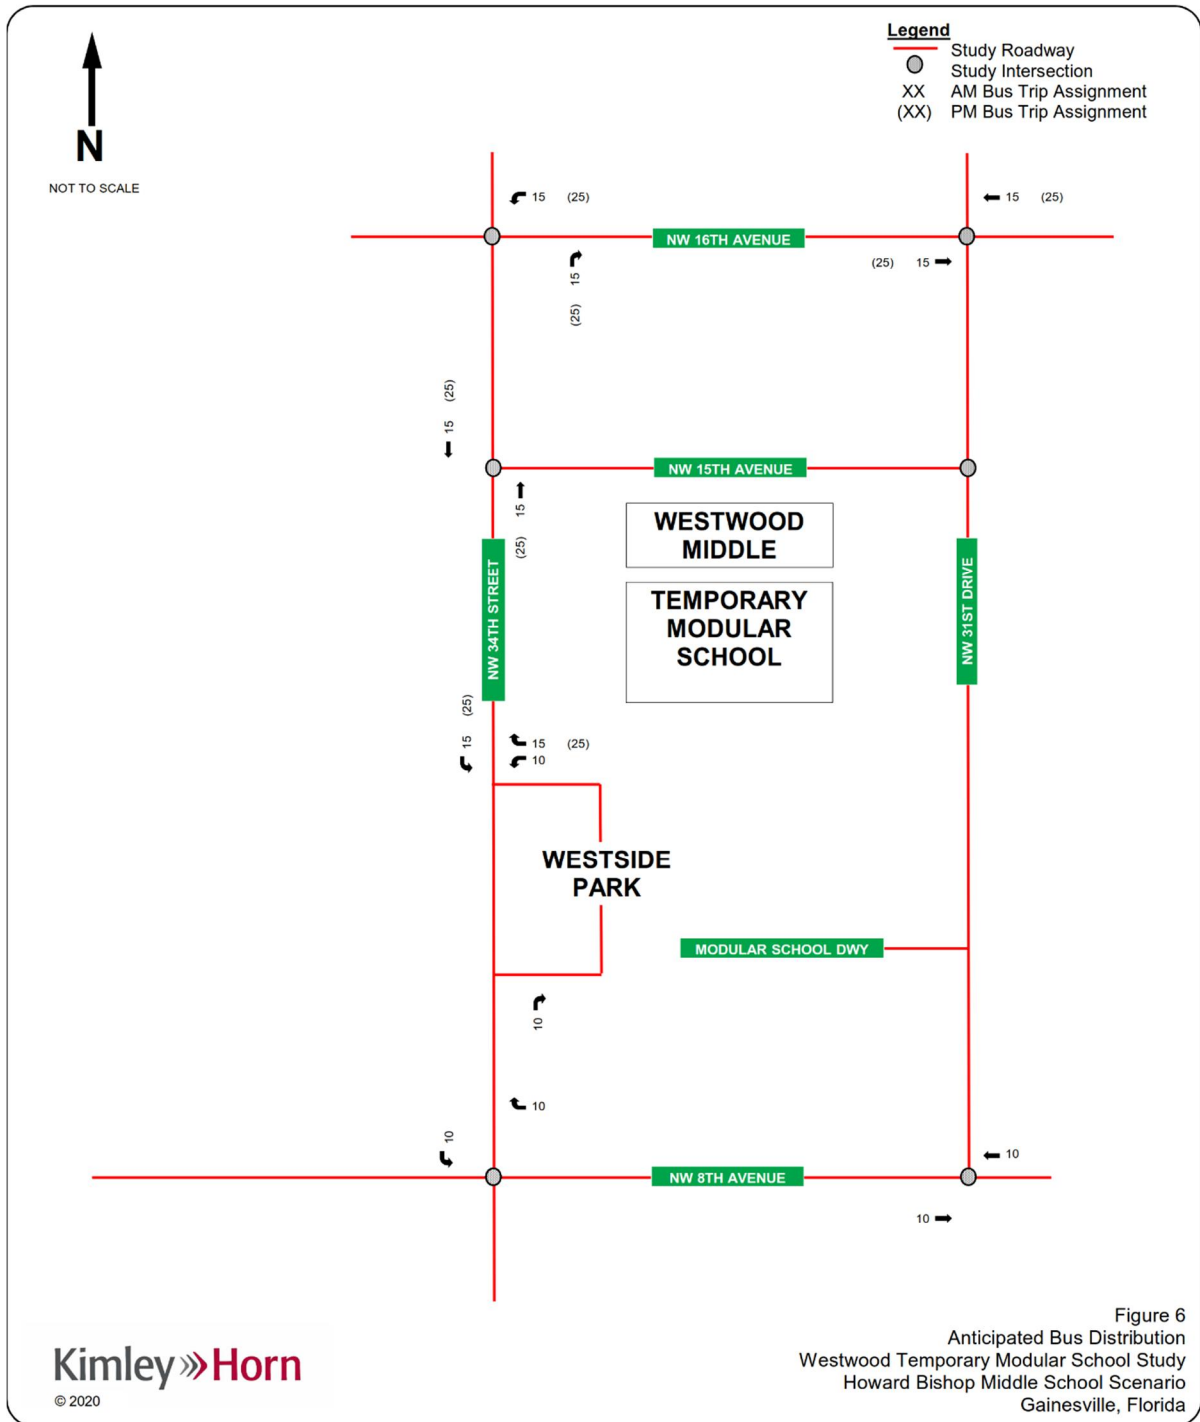 Legend
Study Roadway
Study Intersection
XX AM Bus Trip Assignment
(XX) PM Bus Trip Assignment
N
NOT TO SCALE
15 (25)
15 (25)
NW 16TH AVENUE
(25) 15
15
(25)
15 (25)
NW 15TH AVENUE
15
(25)
WESTWOOD
MIDDLE
TEMPORARY
MODULAR
SCHOOL
NW 34TH STREET
NW 31ST DRIVE
15 (25)
15 (25)
10
WESTSIDE
PARK
MODULAR SCHOOL DWY
10
10
10
10
NW 8TH AVENUE
10
Kimley Horn
© 2020
Figure 6
Anticipated Bus Distribution
Westwood Temporary Modular School Study
Howard Bishop Middle School Scenario
Gainesville, Florida